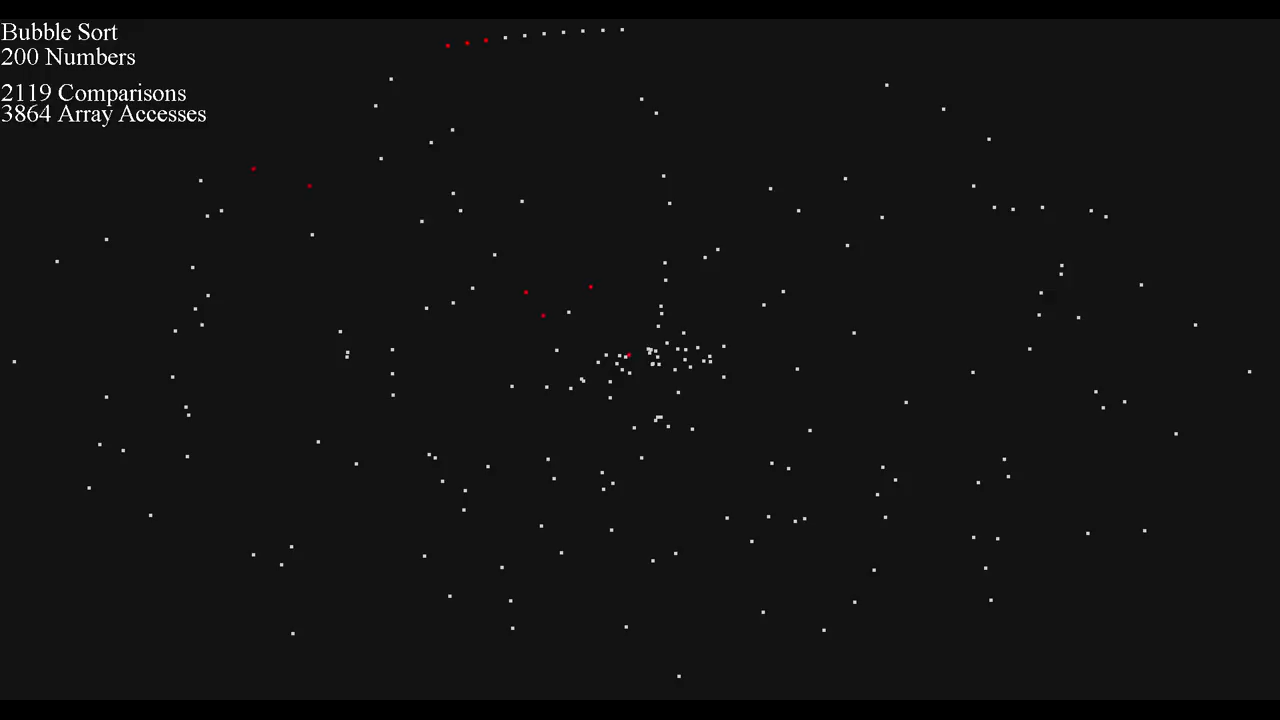 Bubble Sort
200 Numbers
2119 Comparisons
3864 Array Accesses